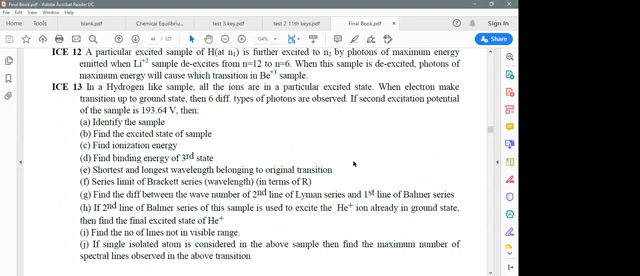 Final Book.pdf - Adobe Acrobat Reader DC
File Edit View Window Help
Home Tools blank.pdf Chemical Equilibriu... test 3 key.pdf test 2 11th keys.pdf Final Book.pdf × Sign In
44 / 127 125%
ICE 12 A particular excited sample of H(at n1) is further excited to n2 by photons of maximum energy
emitted when Li+2 sample de-excites from n=12 to n=6. When this sample is de-excited, photons of
maximum energy will cause which transition in Be+3 sample.
ICE 13 In a Hydrogen like sample, all the ions are in a particular excited state. When electron make
transition up to ground state, then 6 diff. types of photons are observed. If second excitation potential
of the sample is 193.64 V, then:
(a) Identify the sample
(b) Find the excited state of sample
(c) Find ionization energy
(d) Find binding energy of 3rd state
(e) Shortest and longest wavelength belonging to original transition
(f) Series limit of Brackett series (wavelength) (in terms of R)
(g) Find the diff between the wave number of 2nd line of Lyman series and 1st line of Balmer series
(h) If 2nd line of Balmer series of this sample is used to excite the He+ ion already in ground state,
then find the final excited state of He+
(i) Find the no of lines not in visible range.
(j) If single isolated atom is considered in the above sample then find the maximum number of
spectral lines observed in the above transition